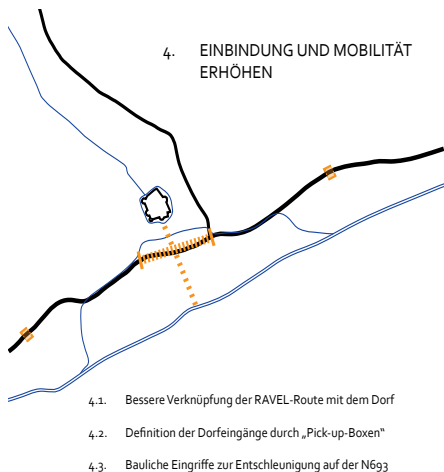 4. EINBINDUNG UND MOBILITÄT
ERHÖHEN
4.1. Bessere Verknüpfung der RAVEL-Route mit dem Dorf
4.2. Definition der Dorfeingänge durch „Pick-up-Boxen"
4.3. Bauliche Eingriffe zur Entschleunigung auf der N693